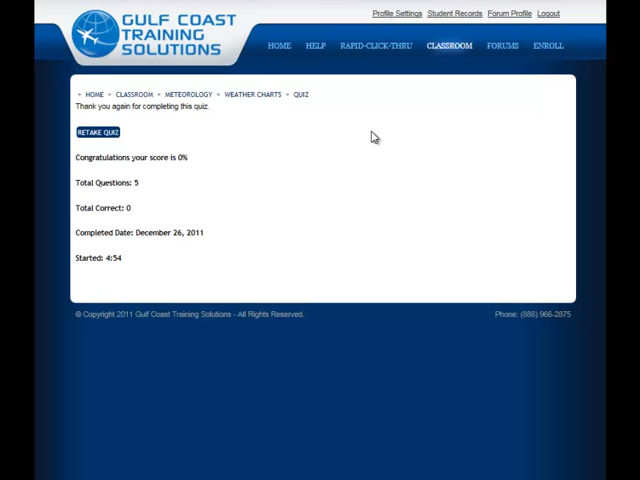 Profile Settings Student Records Forum Profile Logout
GULF COAST
TRAINING
SOLUTIONS
HOME HELP RAPID-CLICK-THRU CLASSROOM FORUMS ENROLL
» HOME » CLASSROOM » METEOROLOGY » WEATHER CHARTS » QUIZ
Thank you again for completing this quiz.
RETAKE QUIZ
Congratulations your score is 0%
Total Questions: 5
Total Correct: 0
Completed Date: December 26, 2011
Started: 4:54
© Copyright 2011 Gulf Coast Training Solutions - All Rights Reserved. Phone: (888) 966-2875